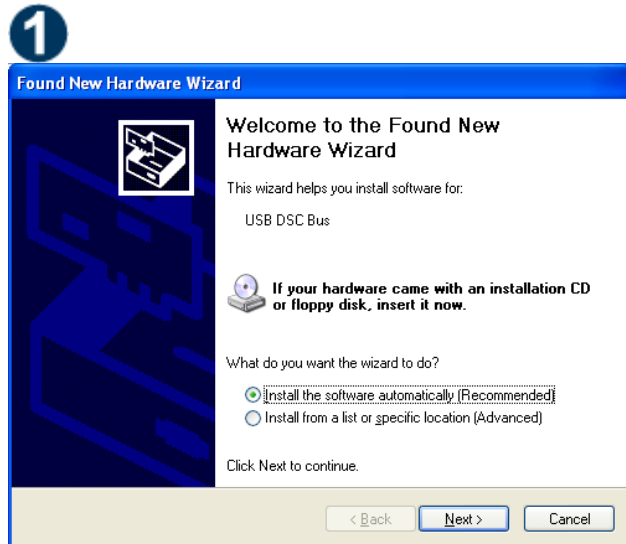 1
Found New Hardware Wizard
Welcome to the Found New
Hardware Wizard
This wizard helps you install software for:
USB DSC Bus
If your hardware came with an installation CD
or floppy disk, insert it now.
What do you want the wizard to do?
Install the software automatically (Recommended)
Install from a list or specific location (Advanced)
Click Next to continue.
< Back Next > Cancel